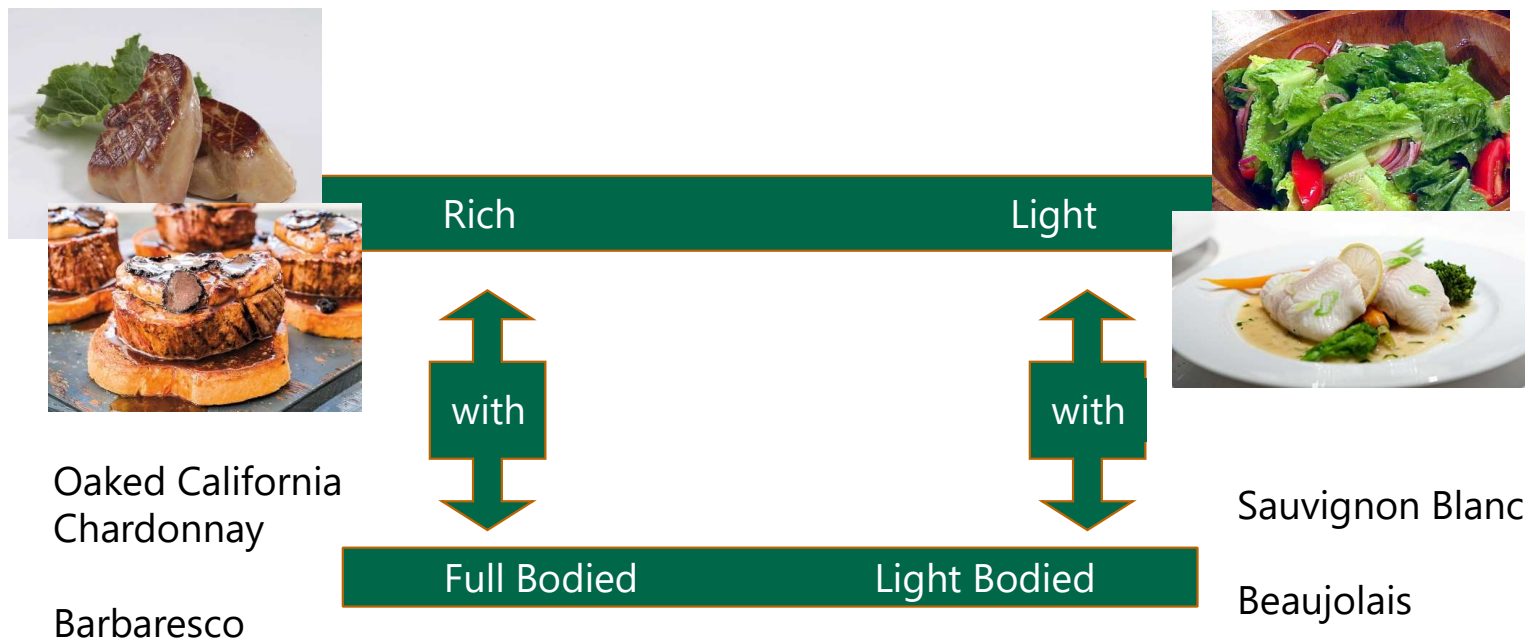 Rich
Light
with
with
Oaked California
Chardonnay
Sauvignon Blanc
Full Bodied
Light Bodied
Beaujolais
Barbaresco